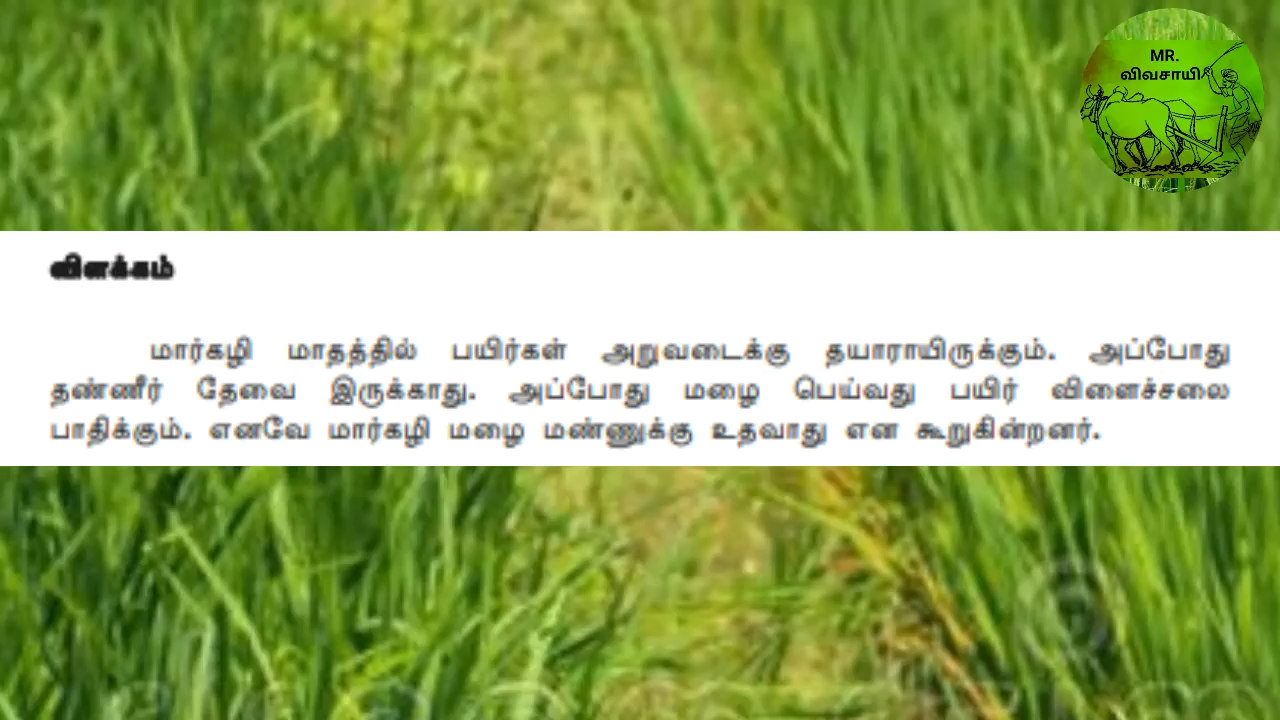 MR.
விவசாயி
விளக்கம்
மார்கழி மாதத்தில் பயிர்கள் அறுவடைக்கு தயாராயிருக்கும். அப்போது
தண்ணீர் தேவை இருக்காது. அப்போது மழை பெய்வது பயிர் விளைச்சலை
பாதிக்கும். எனவே மார்கழி மழை மண்ணுக்கு உதவாது என கூறுகின்றனர்.